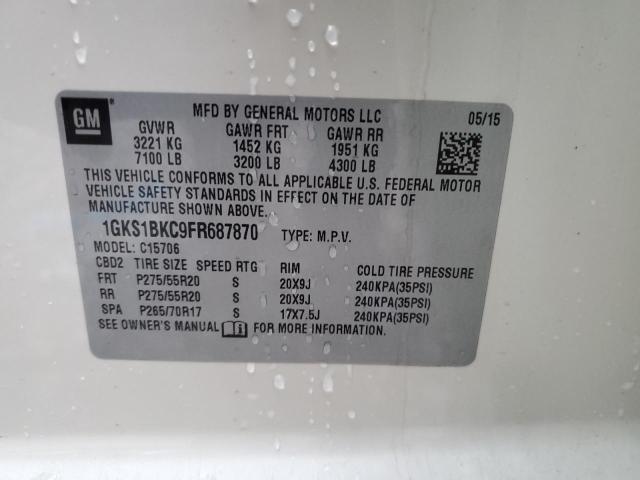 GM
MFD BY GENERAL MOTORS LLC 05/15
GVWR GAWR FRT GAWR RR
3221 KG 1452 KG 1951 KG
7100 LB 3200 LB 4300 LB
THIS VEHICLE CONFORMS TO ALL APPLICABLE U.S. FEDERAL MOTOR
VEHICLE SAFETY STANDARDS IN EFFECT ON THE DATE OF
MANUFACTURE SHOWN ABOVE.
1GKS1BKC9FR687870 TYPE: M.P.V.
MODEL: C15706
CBD2 TIRE SIZE SPEED RTG RIM COLD TIRE PRESSURE
FRT P275/55R20 S 20X9J 240KPA(35PSI)
RR P275/55R20 S 20X9J 240KPA(35PSI)
SPA P265/70R17 S 17X7.5J 240KPA(35PSI)
SEE OWNER'S MANUAL FOR MORE INFORMATION.